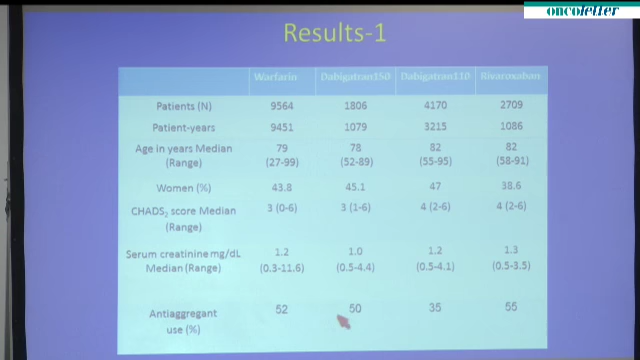 oncoletter
Results-1
Warfarin Dabigatran150 Dabigatran110 Rivaroxaban
Patients (N) 9564 1806 4170 2709
Patient-years 9451 1079 3215 1086
Age in years Median 79 78 82 82
(Range) (27-99) (52-89) (55-95) (58-91)
Women (%) 43.8 45.1 47 38.6
CHADS₂ score Median 3 (0-6) 3 (1-6) 4 (2-6) 4 (2-6)
(Range)
Serum creatinine mg/dL 1.2 1.0 1.2 1.3
Median (Range) (0.3-11.6) (0.5-4.4) (0.5-4.1) (0.5-3.5)
Antiaggregant 52 50 35 55
use (%)